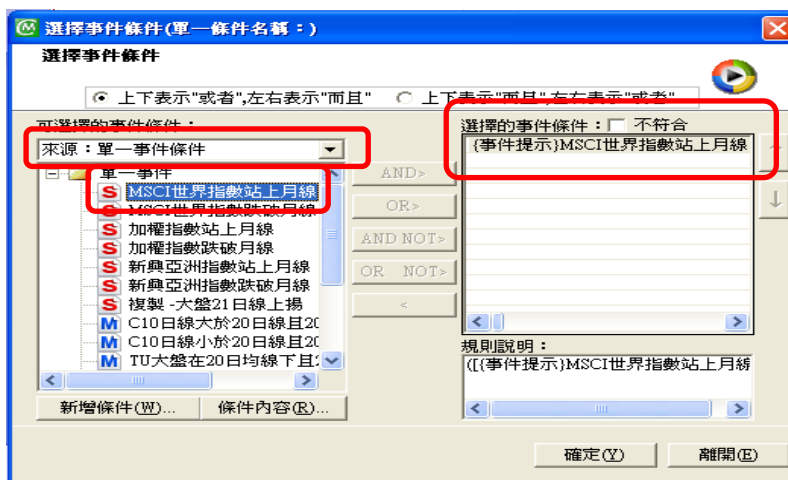 選擇事件條件(單一條件名稱：)
選擇事件條件
上下表示"或者",左右表示"而且"
上下表示"而且",左右表示"或者"
可選擇的事件條件：
來源：單一事件條件
單一事件
MSCI世界指數站上月線
MSCI世界指數跌破月線
加權指數站上月線
加權指數跌破月線
新興亞洲指數站上月線
新興亞洲指數跌破月線
複製 -大盤21日線上揚
C10日線大於20日線且20
C10日線小於20日線且20
TU大盤在20日均線下且2
新增條件(W)...
條件內容(R)...
AND>
OR>
AND NOT>
OR NOT>
<
選擇的事件條件：
不符合
{事件提示}MSCI世界指數站上月線
↑
↓
規則說明：
([{事件提示}MSCI世界指數站上月線
確定(Y)
離開(E)